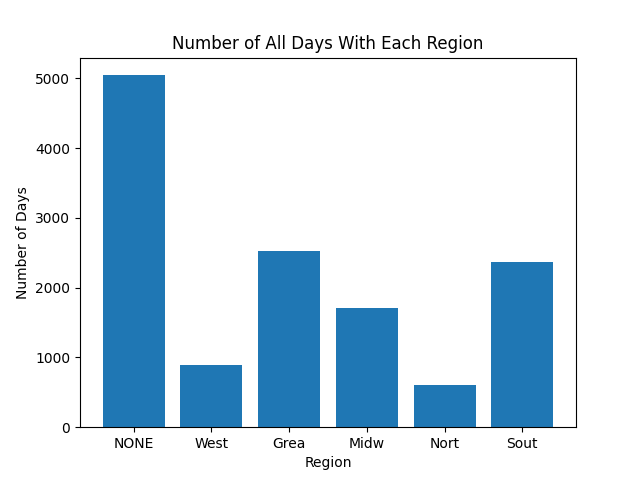 Number of All Days With Each Region
Number of Days
5000
4000
3000
2000
1000
0
NONE West Grea Midw Nort Sout
Region